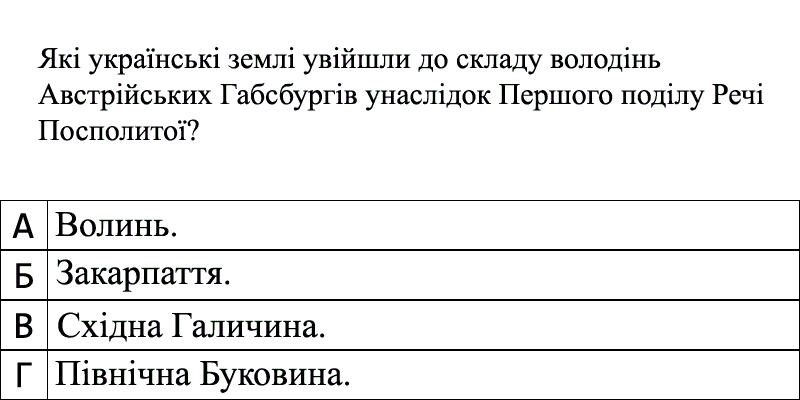 Які українські землі увійшли до складу володінь
Австрійських Габсбургів унаслідок Першого поділу Речі
Посполитої?
А Волинь.
Б Закарпаття.
В Східна Галичина.
Г Північна Буковина.